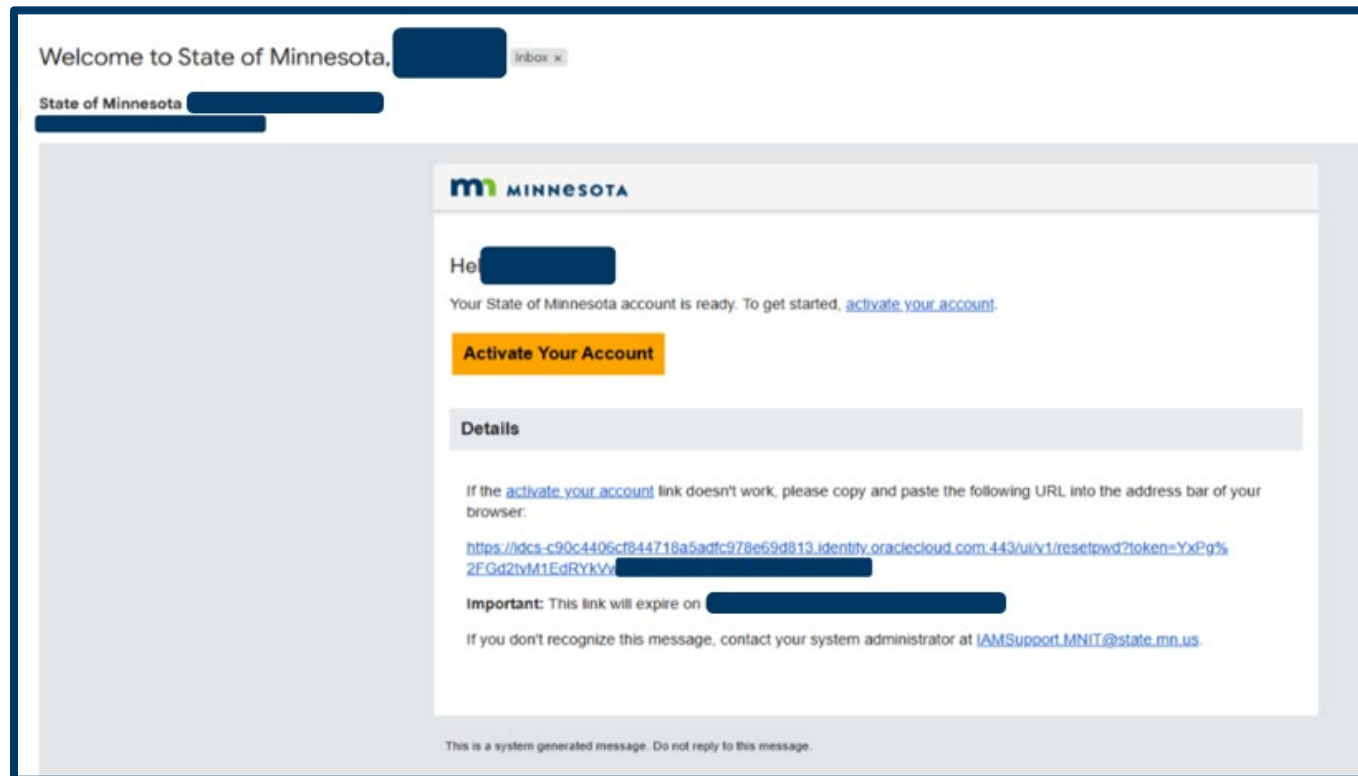 Welcome to State of Minnesota,
Inbox x
State of Minnesota
mn MINNESOTA
Hel
Your State of Minnesota account is ready. To get started, activate your account.
Activate Your Account
Details
If the activate your account link doesn't work, please copy and paste the following URL into the address bar of your
browser:
https://idcs-c90c4406cf844718a5adfc978e69d813.identity.oraclecloud.com:443/ui/v1/resetpwd?token=YxPg%
2FGd2tvM1EdRYkVw
Important: This link will expire on
If you don't recognize this message, contact your system administrator at IAMSupport.MNIT@state.mn.us.
This is a system generated message. Do not reply to this message.